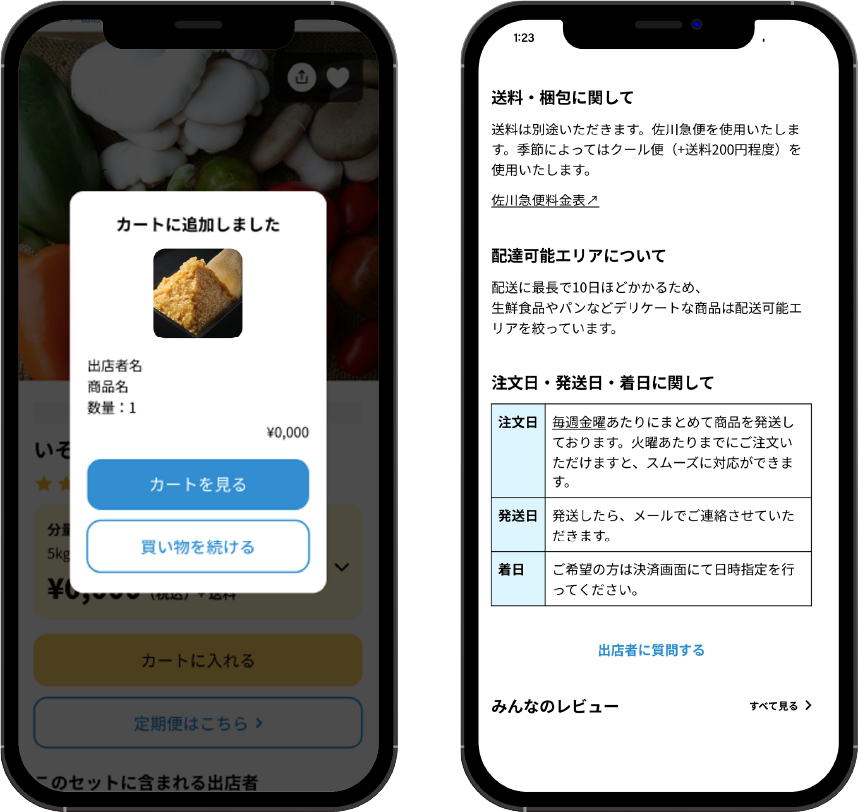 カートに追加しました
出店者名
商品名
数量：1
¥0,000
カートを見る
買い物を続ける
いそ
分量
5kg
¥0,000（税込）+ 送料
カートに入れる
定期便はこちら
このセットに含まれる出店者
1:23
送料・梱包に関して
送料は別途いただきます。佐川急便を使用いたしま
す。季節によってはクール便（+送料200円程度）を
使用いたします。
佐川急便料金表↗
配達可能エリアについて
配送に最長で10日ほどかかるため、
生鮮食品やパンなどデリケートな商品は配送可能エ
リアを絞っています。
注文日・発送日・着日に関して
注文日 毎週金曜あたりにまとめて商品を発送し
ております。火曜あたりまでにご注文い
ただけますと、スムーズに対応ができま
す。
発送日 発送したら、メールでご連絡させていた
だきます。
着日 ご希望の方は決済画面にて日時指定を行
ってください。
出店者に質問する
みんなのレビュー すべて見る